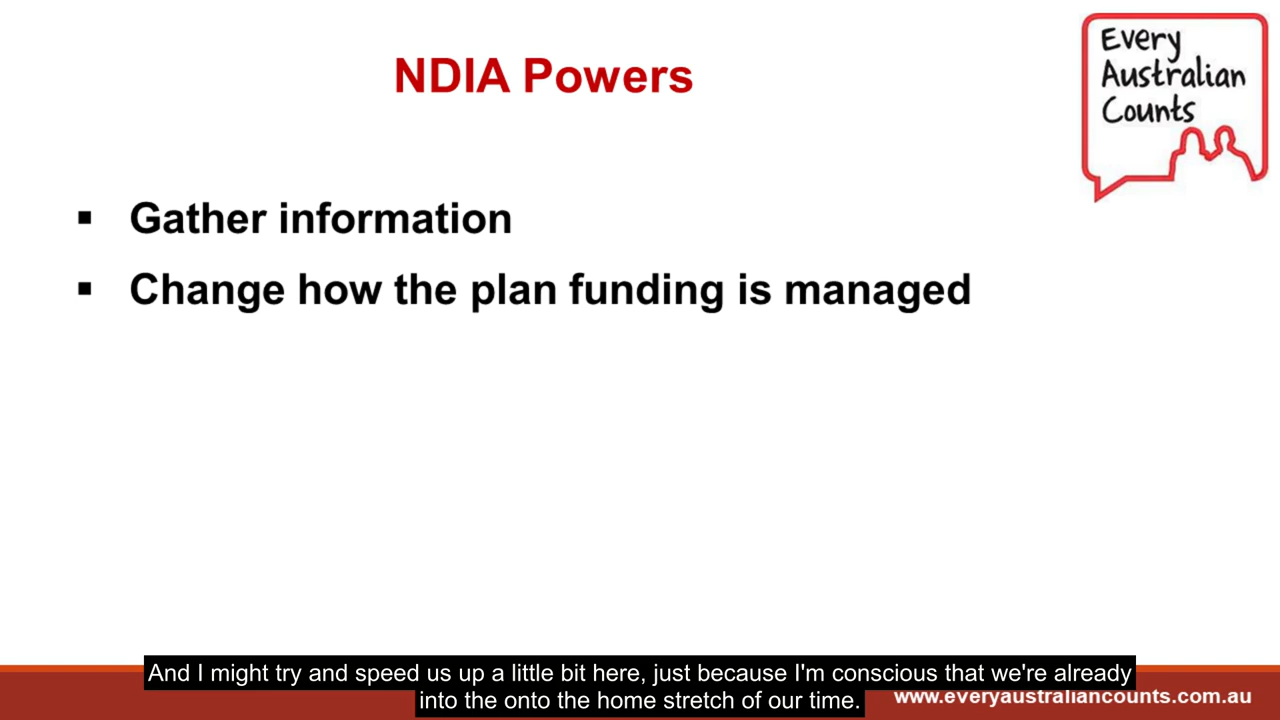 NDIA Powers
Every
Australian
Counts
▪ Gather information
▪ Change how the plan funding is managed
And I might try and speed us up a little bit here, just because I'm conscious that we're already
into the onto the home stretch of our time.
www.everyaustraliancounts.com.au